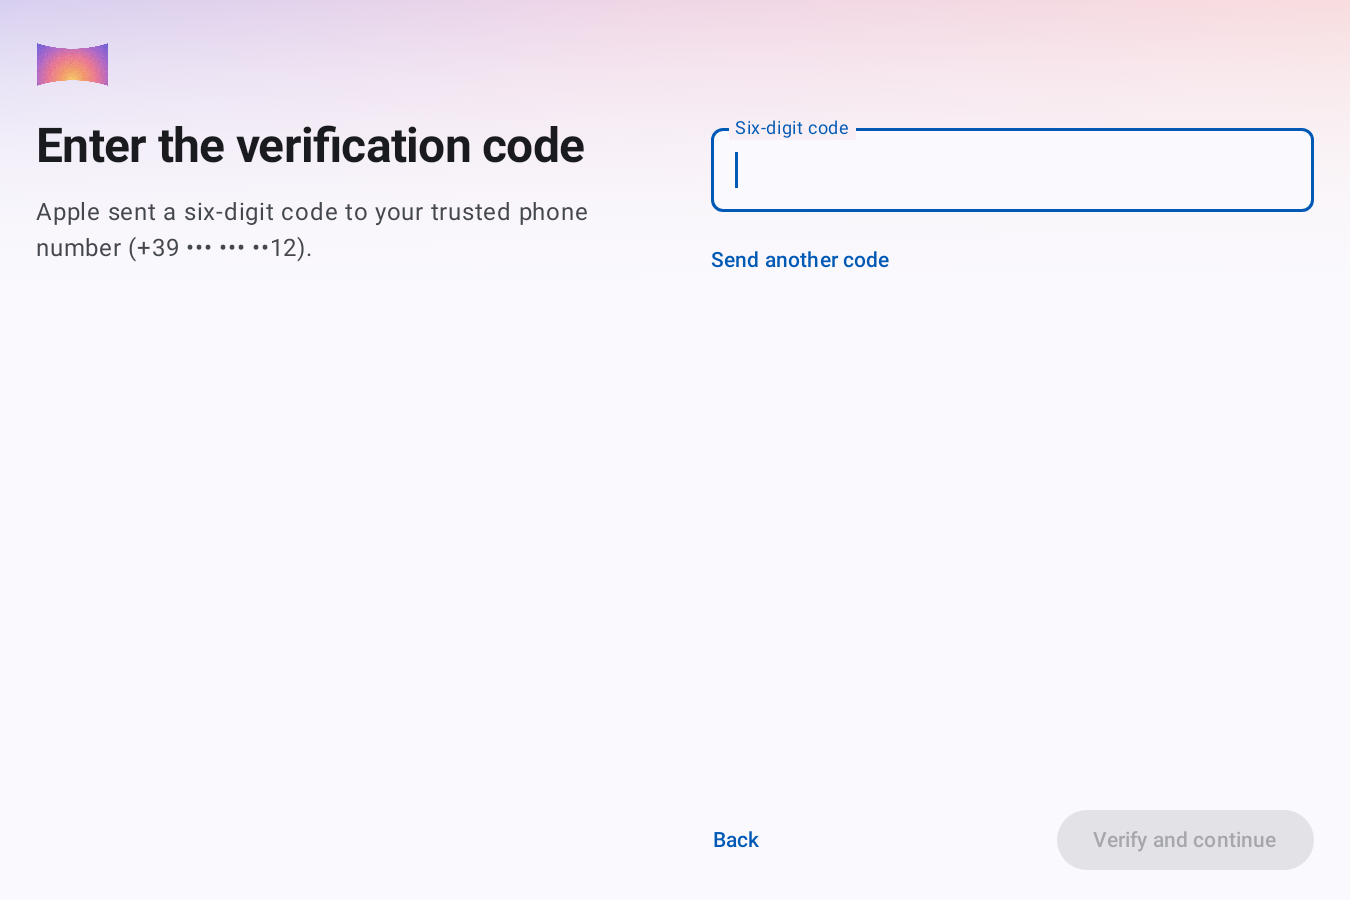 Enter the verification code
Apple sent a six-digit code to your trusted phone
number (+39 ••• ••• ••12).
Six-digit code
Send another code
Back
Verify and continue